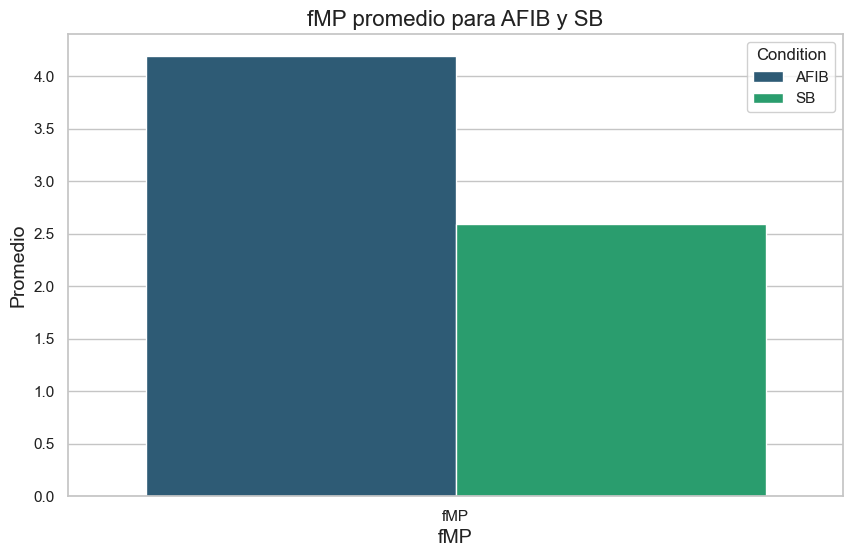 fMP promedio para AFIB y SB
Condition
AFIB
SB
Promedio
4.0
3.5
3.0
2.5
2.0
1.5
1.0
0.5
0.0
fMP
fMP